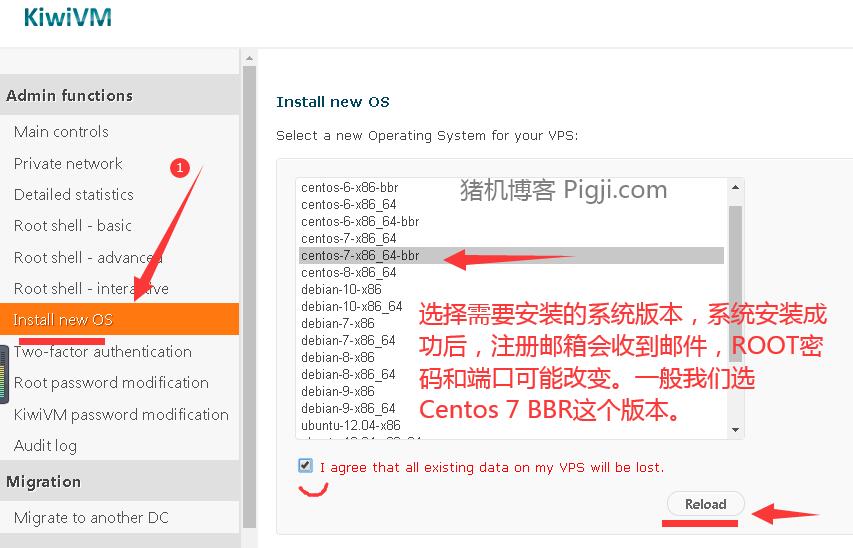 KiwiVM
Admin functions
Main controls
Private network
1
Detailed statistics
Root shell - basic
Root shell - advanced
Root shell - interactive
Install new OS
Two-factor authentication
Root password modification
KiwiVM password modification
Audit log
Migration
Migrate to another DC
Install new OS
Select a new Operating System for your VPS:
猪机博客 Pigji.com
centos-6-x86-bbr
centos-6-x86_64
centos-6-x86_64-bbr
centos-7-x86_64
centos-7-x86_64-bbr
centos-8-x86_64
debian-10-x86
debian-10-x86_64
debian-7-x86
debian-7-x86_64
debian-8-x86
debian-8-x86_64
debian-9-x86
debian-9-x86_64
ubuntu-12.04-x86
选择需要安装的系统版本，系统安装成
功后，注册邮箱会收到邮件，ROOT密
码和端口可能改变。一般我们选
Centos 7 BBR这个版本。
I agree that all existing data on my VPS will be lost.
Reload